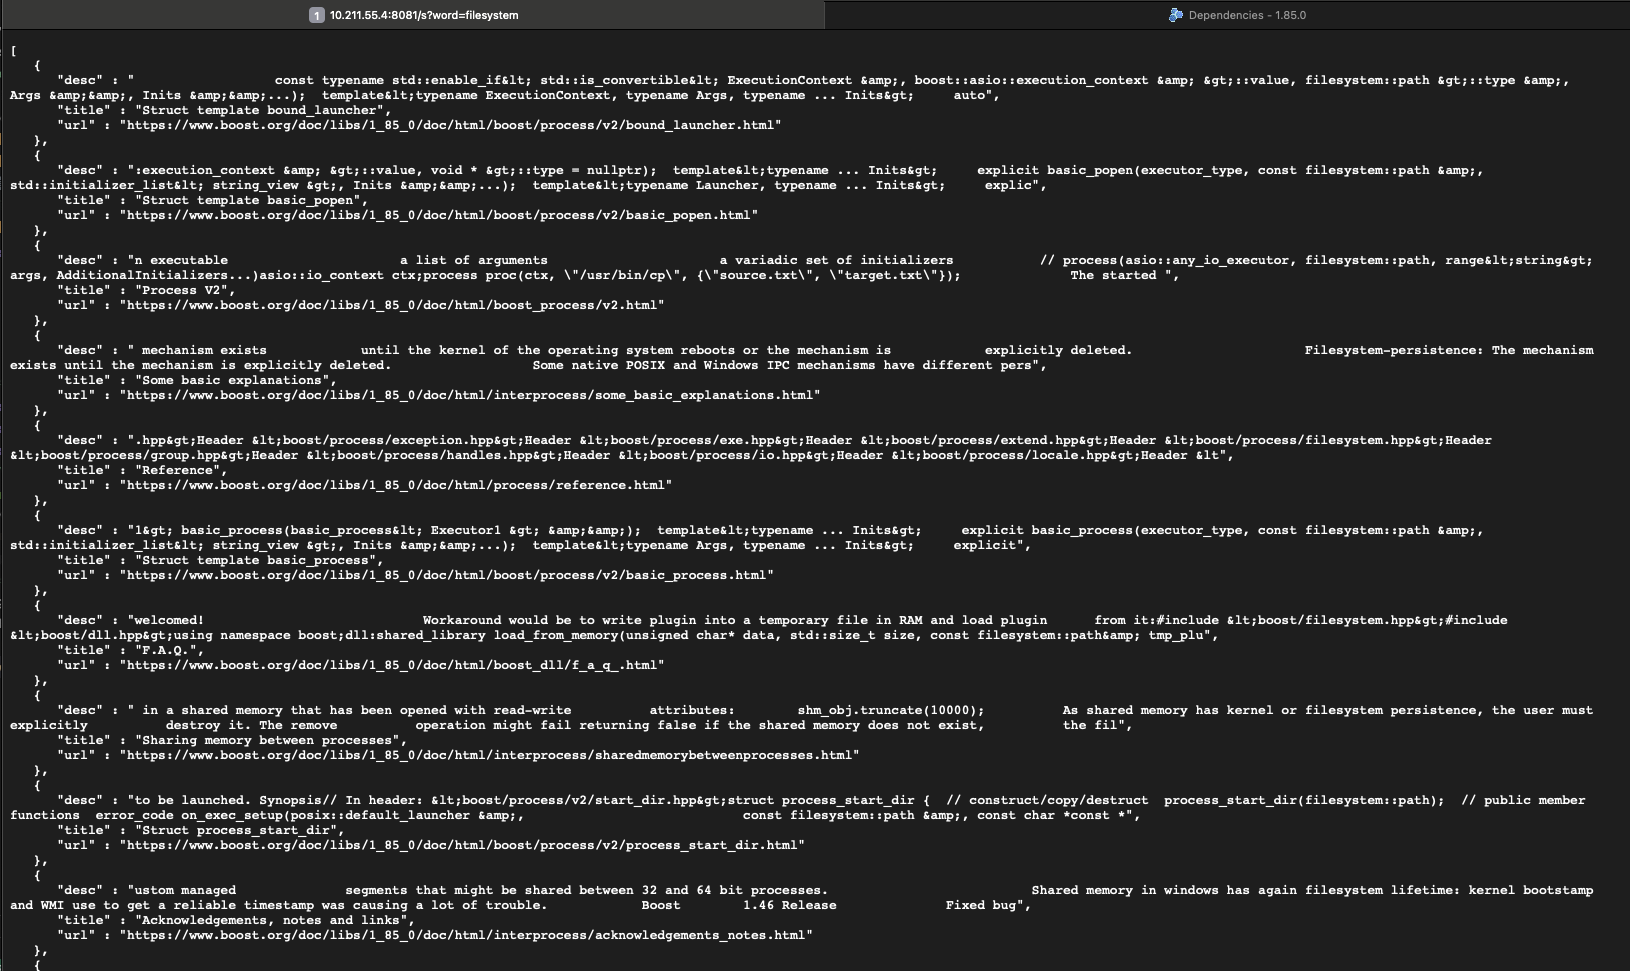 1 10.211.55.4:8081/s?word=filesystem
Dependencies - 1.85.0
[
{
"desc" : " const typename std::enable_if&lt; std::is_convertible&lt; ExecutionContext &amp;, boost::asio::execution_context &amp; &gt;::value, filesystem::path &gt;::type &amp;,
Args &amp;&amp;, Inits &amp;&amp;...);  template&lt;typename ExecutionContext, typename Args, typename ... Inits&gt; auto",
"title" : "Struct template bound_launcher",
"url" : "https://www.boost.org/doc/libs/1_85_0/doc/html/boost/process/v2/bound_launcher.html"
},
{
"desc" : ":execution_context &amp; &gt;::value, void * &gt;::type = nullptr);  template&lt;typename ... Inits&gt; explicit basic_popen(executor_type, const filesystem::path &amp;,
std::initializer_list&lt; string_view &gt;, Inits &amp;&amp;...);  template&lt;typename Launcher, typename ... Inits&gt; explic",
"title" : "Struct template basic_popen",
"url" : "https://www.boost.org/doc/libs/1_85_0/doc/html/boost/process/v2/basic_popen.html"
},
{
"desc" : "n executable a list of arguments a variadic set of initializers // process(asio::any_io_executor, filesystem::path, range&lt;string&gt;
args, AdditionalInitializers...)asio::io_context ctx;process proc(ctx, \"/usr/bin/cp\", {\"source.txt\", \"target.txt\"}); The started ",
"title" : "Process V2",
"url" : "https://www.boost.org/doc/libs/1_85_0/doc/html/boost_process/v2.html"
},
{
"desc" : " mechanism exists until the kernel of the operating system reboots or the mechanism is explicitly deleted. Filesystem-persistence: The mechanism
exists until the mechanism is explicitly deleted. Some native POSIX and Windows IPC mechanisms have different pers",
"title" : "Some basic explanations",
"url" : "https://www.boost.org/doc/libs/1_85_0/doc/html/interprocess/some_basic_explanations.html"
},
{
"desc" : ".hpp&gt;Header &lt;boost/process/exception.hpp&gt;Header &lt;boost/process/exe.hpp&gt;Header &lt;boost/process/extend.hpp&gt;Header &lt;boost/process/filesystem.hpp&gt;Header
&lt;boost/process/group.hpp&gt;Header &lt;boost/process/handles.hpp&gt;Header &lt;boost/process/io.hpp&gt;Header &lt;boost/process/locale.hpp&gt;Header &lt",
"title" : "Reference",
"url" : "https://www.boost.org/doc/libs/1_85_0/doc/html/process/reference.html"
},
{
"desc" : "1&gt; basic_process(basic_process&lt; Executor1 &gt; &amp;&amp;);  template&lt;typename ... Inits&gt; explicit basic_process(executor_type, const filesystem::path &amp;,
std::initializer_list&lt; string_view &gt;, Inits &amp;&amp;...);  template&lt;typename Args, typename ... Inits&gt; explicit",
"title" : "Struct template basic_process",
"url" : "https://www.boost.org/doc/libs/1_85_0/doc/html/boost/process/v2/basic_process.html"
},
{
"desc" : "welcomed! Workaround would be to write plugin into a temporary file in RAM and load plugin from it:#include &lt;boost/filesystem.hpp&gt;#include
&lt;boost/dll.hpp&gt;using namespace boost;dll:shared_library load_from_memory(unsigned char* data, std::size_t size, const filesystem::path&amp; tmp_plu",
"title" : "F.A.Q.",
"url" : "https://www.boost.org/doc/libs/1_85_0/doc/html/boost_dll/f_a_q_.html"
},
{
"desc" : " in a shared memory that has been opened with read-write attributes: shm_obj.truncate(10000); As shared memory has kernel or filesystem persistence, the user must
explicitly destroy it. The remove operation might fail returning false if the shared memory does not exist, the fil",
"title" : "Sharing memory between processes",
"url" : "https://www.boost.org/doc/libs/1_85_0/doc/html/interprocess/sharedmemorybetweenprocesses.html"
},
{
"desc" : "to be launched. Synopsis// In header: &lt;boost/process/v2/start_dir.hpp&gt;struct process_start_dir {  // construct/copy/destruct  process_start_dir(filesystem::path);  // public member
functions  error_code on_exec_setup(posix::default_launcher &amp;, const filesystem::path &amp;, const char *const *",
"title" : "Struct process_start_dir",
"url" : "https://www.boost.org/doc/libs/1_85_0/doc/html/boost/process/v2/process_start_dir.html"
},
{
"desc" : "ustom managed segments that might be shared between 32 and 64 bit processes. Shared memory in windows has again filesystem lifetime: kernel bootstamp
and WMI use to get a reliable timestamp was causing a lot of trouble. Boost 1.46 Release Fixed bug",
"title" : "Acknowledgements, notes and links",
"url" : "https://www.boost.org/doc/libs/1_85_0/doc/html/interprocess/acknowledgements_notes.html"
},
{